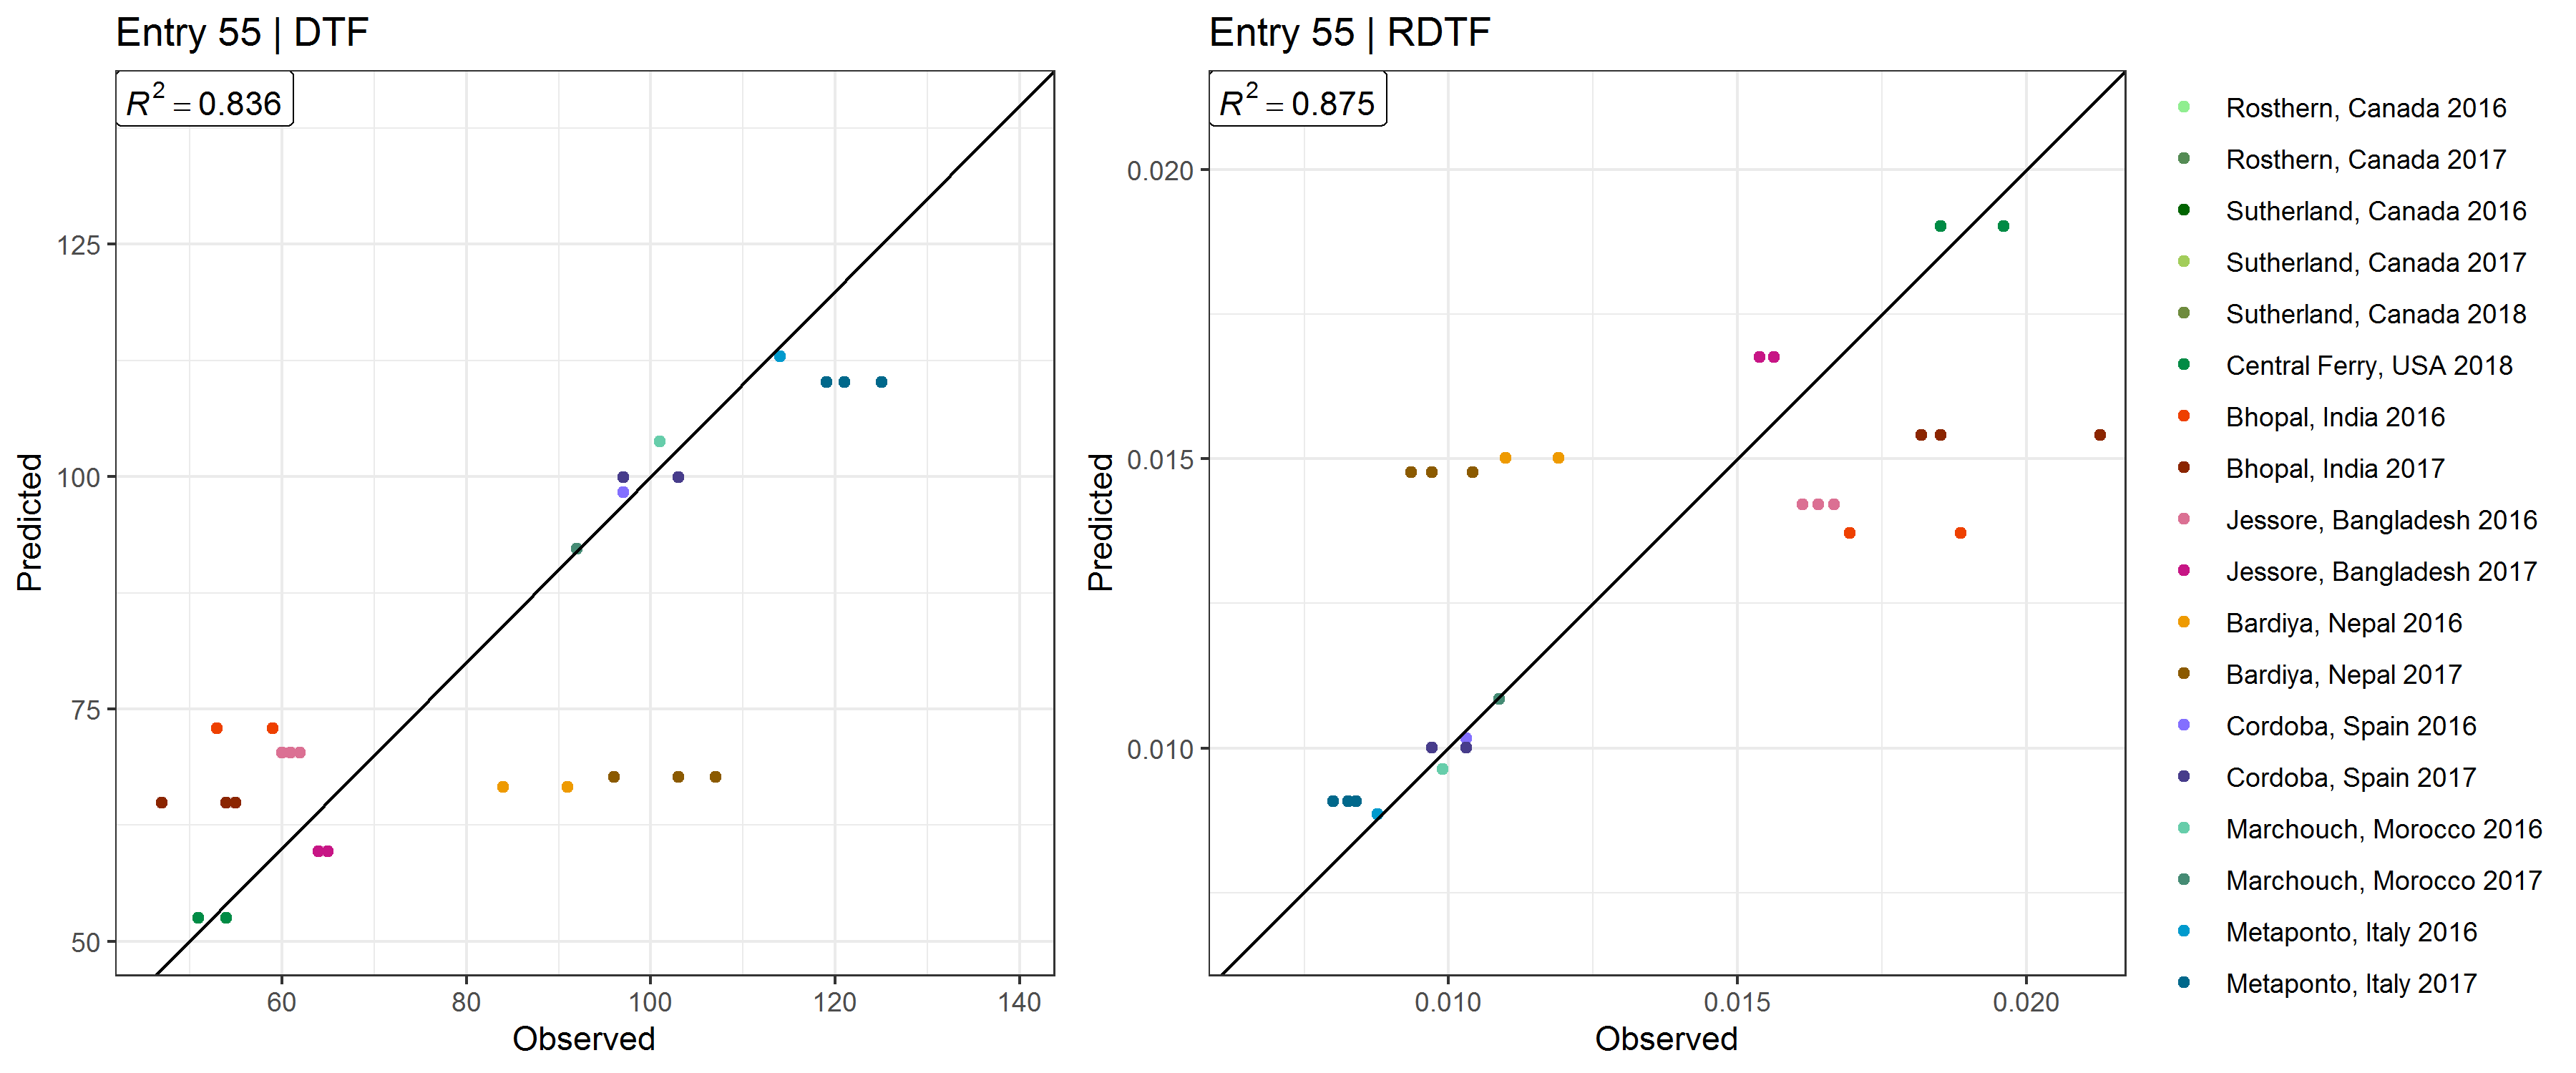 Entry 55 | DTF
R² = 0.836
Predicted
125
100
75
50
60 80 100 120 140
Observed
Entry 55 | RDTF
R² = 0.875
Predicted
0.020
0.015
0.010
0.010 0.015 0.020
Observed
Rosthern, Canada 2016
Rosthern, Canada 2017
Sutherland, Canada 2016
Sutherland, Canada 2017
Sutherland, Canada 2018
Central Ferry, USA 2018
Bhopal, India 2016
Bhopal, India 2017
Jessore, Bangladesh 2016
Jessore, Bangladesh 2017
Bardiya, Nepal 2016
Bardiya, Nepal 2017
Cordoba, Spain 2016
Cordoba, Spain 2017
Marchouch, Morocco 2016
Marchouch, Morocco 2017
Metaponto, Italy 2016
Metaponto, Italy 2017